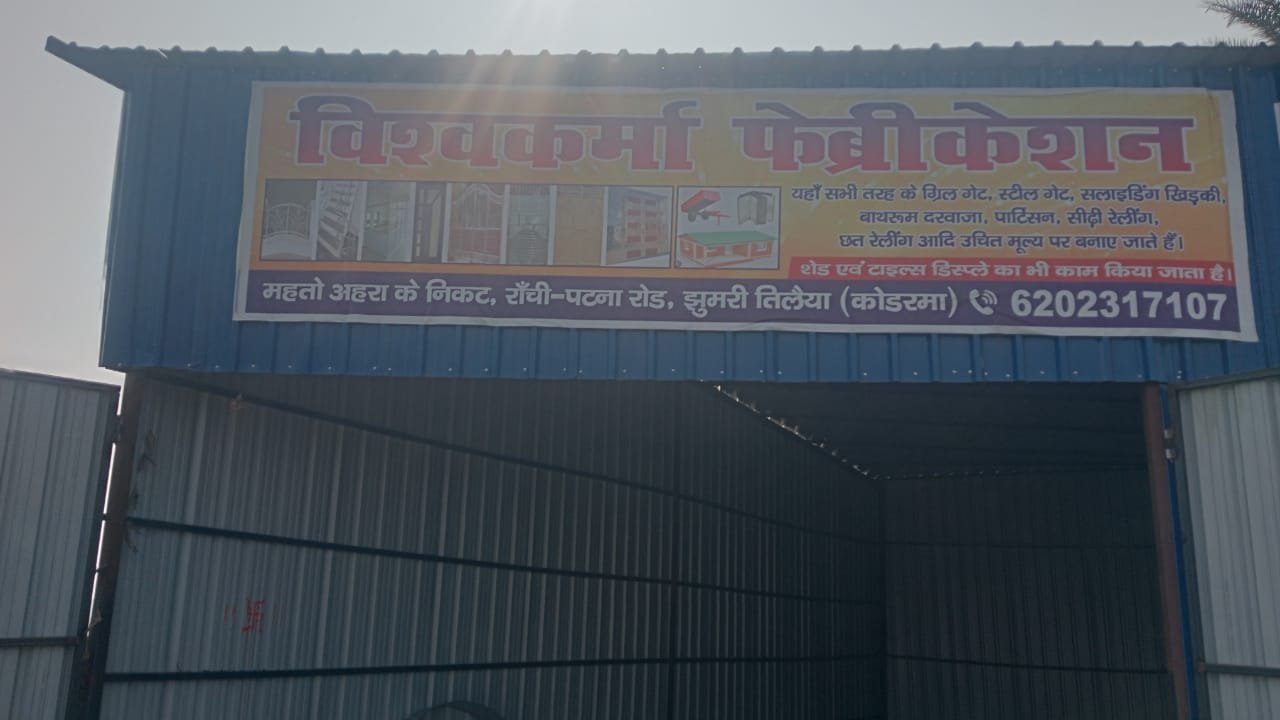 विश्वकर्मा फेब्रीकेशन
यहाँ सभी तरह के ग्रिल गेट, स्टील गेट, सलाइडिंग खिड़की,
बाथरूम दरवाजा, पार्टिसन, सीढ़ी रेलींग,
छत रेलींग आदि उचित मूल्य पर बनाए जाते हैं।
शेड एवं टाइल्स डिस्प्ले का भी काम किया जाता है।
महतो अहरा के निकट, राँची-पटना रोड, झुमरी तिलैया (कोडरमा) 6202317107